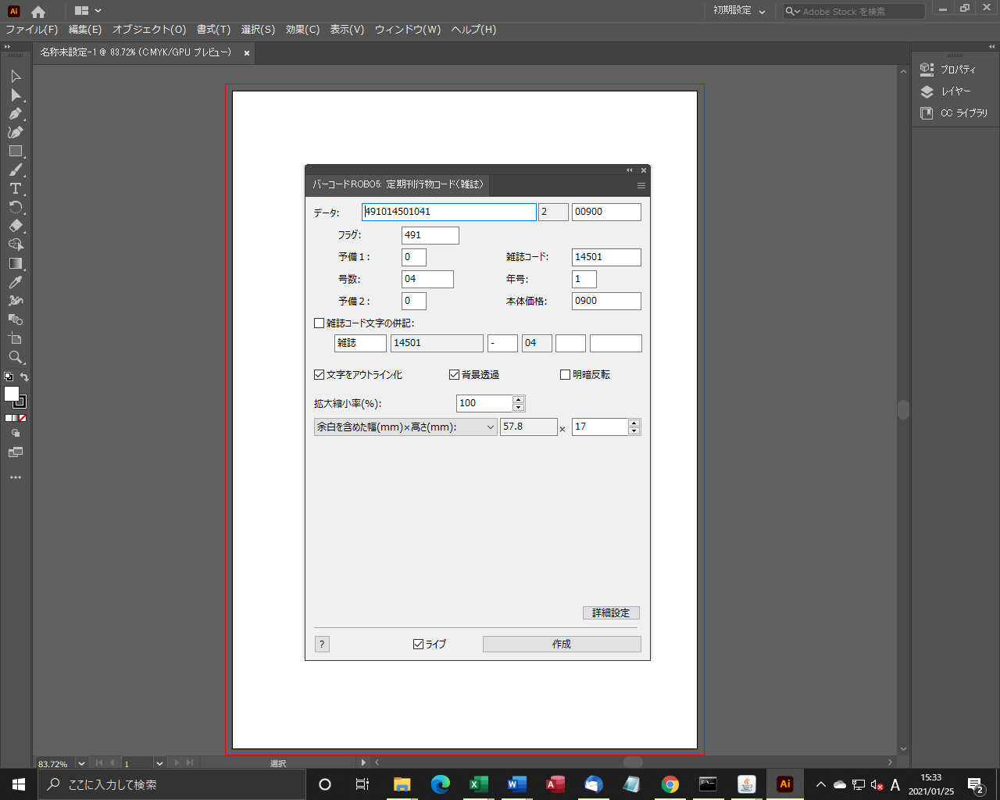 Ai
初期設定
Adobe Stock を検索
ファイル(F) 編集(E) オブジェクト(O) 書式(T) 選択(S) 効果(C) 表示(V) ウィンドウ(W) ヘルプ(H)
名称未設定-1 @ 83.72% (CMYK/GPU プレビュー)
プロパティ
レイヤー
CC ライブラリ
バーコードROBO5: 定期刊行物コード(雑誌)
データ: 491014501041 2 00900
フラグ: 491
予備1: 0 雑誌コード: 14501
号数: 04 年号: 1
予備2: 0 本体価格: 0900
雑誌コード文字の併記:
雑誌 14501 - 04
文字をアウトライン化 背景透過 明暗反転
拡大縮小率(%): 100
余白を含めた幅(mm)×高さ(mm): 57.8 × 17
詳細設定
? ライブ 作成
83.72% 1 選択
ここに入力して検索
A
15:33
2021/01/25
2
Ai